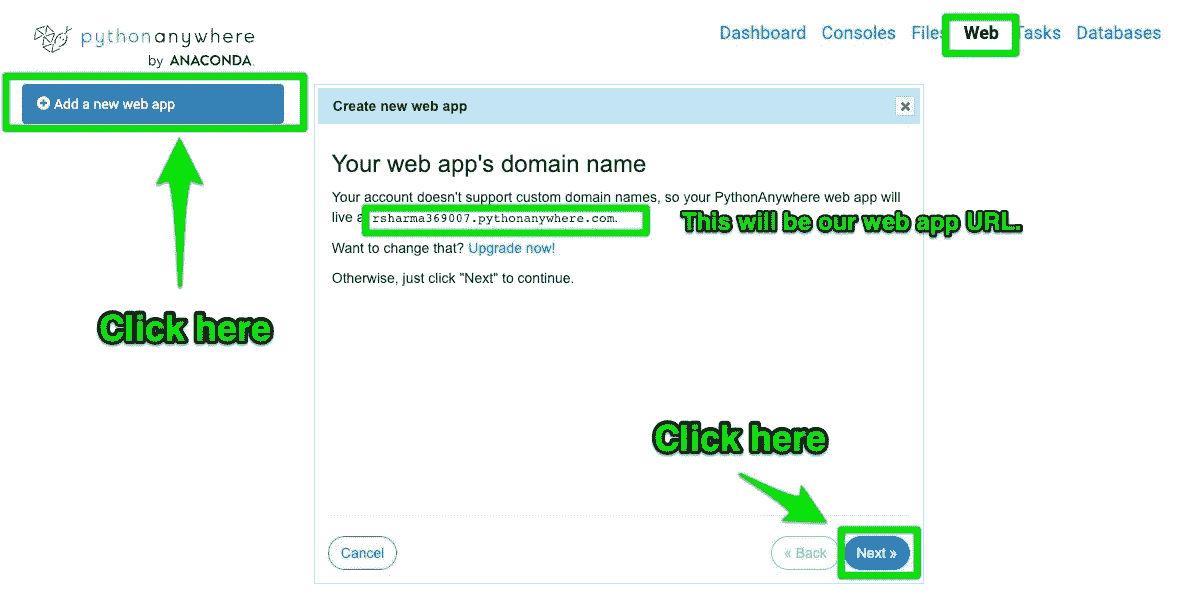 pythonanywhere
by ANACONDA.
Dashboard Consoles Files Web Tasks Databases
Add a new web app
Create new web app
Your web app's domain name
Your account doesn't support custom domain names, so your PythonAnywhere web app will
live a rsharma369007.pythonanywhere.com.
This will be our web app URL.
Want to change that? Upgrade now!
Otherwise, just click "Next" to continue.
Click here
Click here
Cancel
« Back
Next »